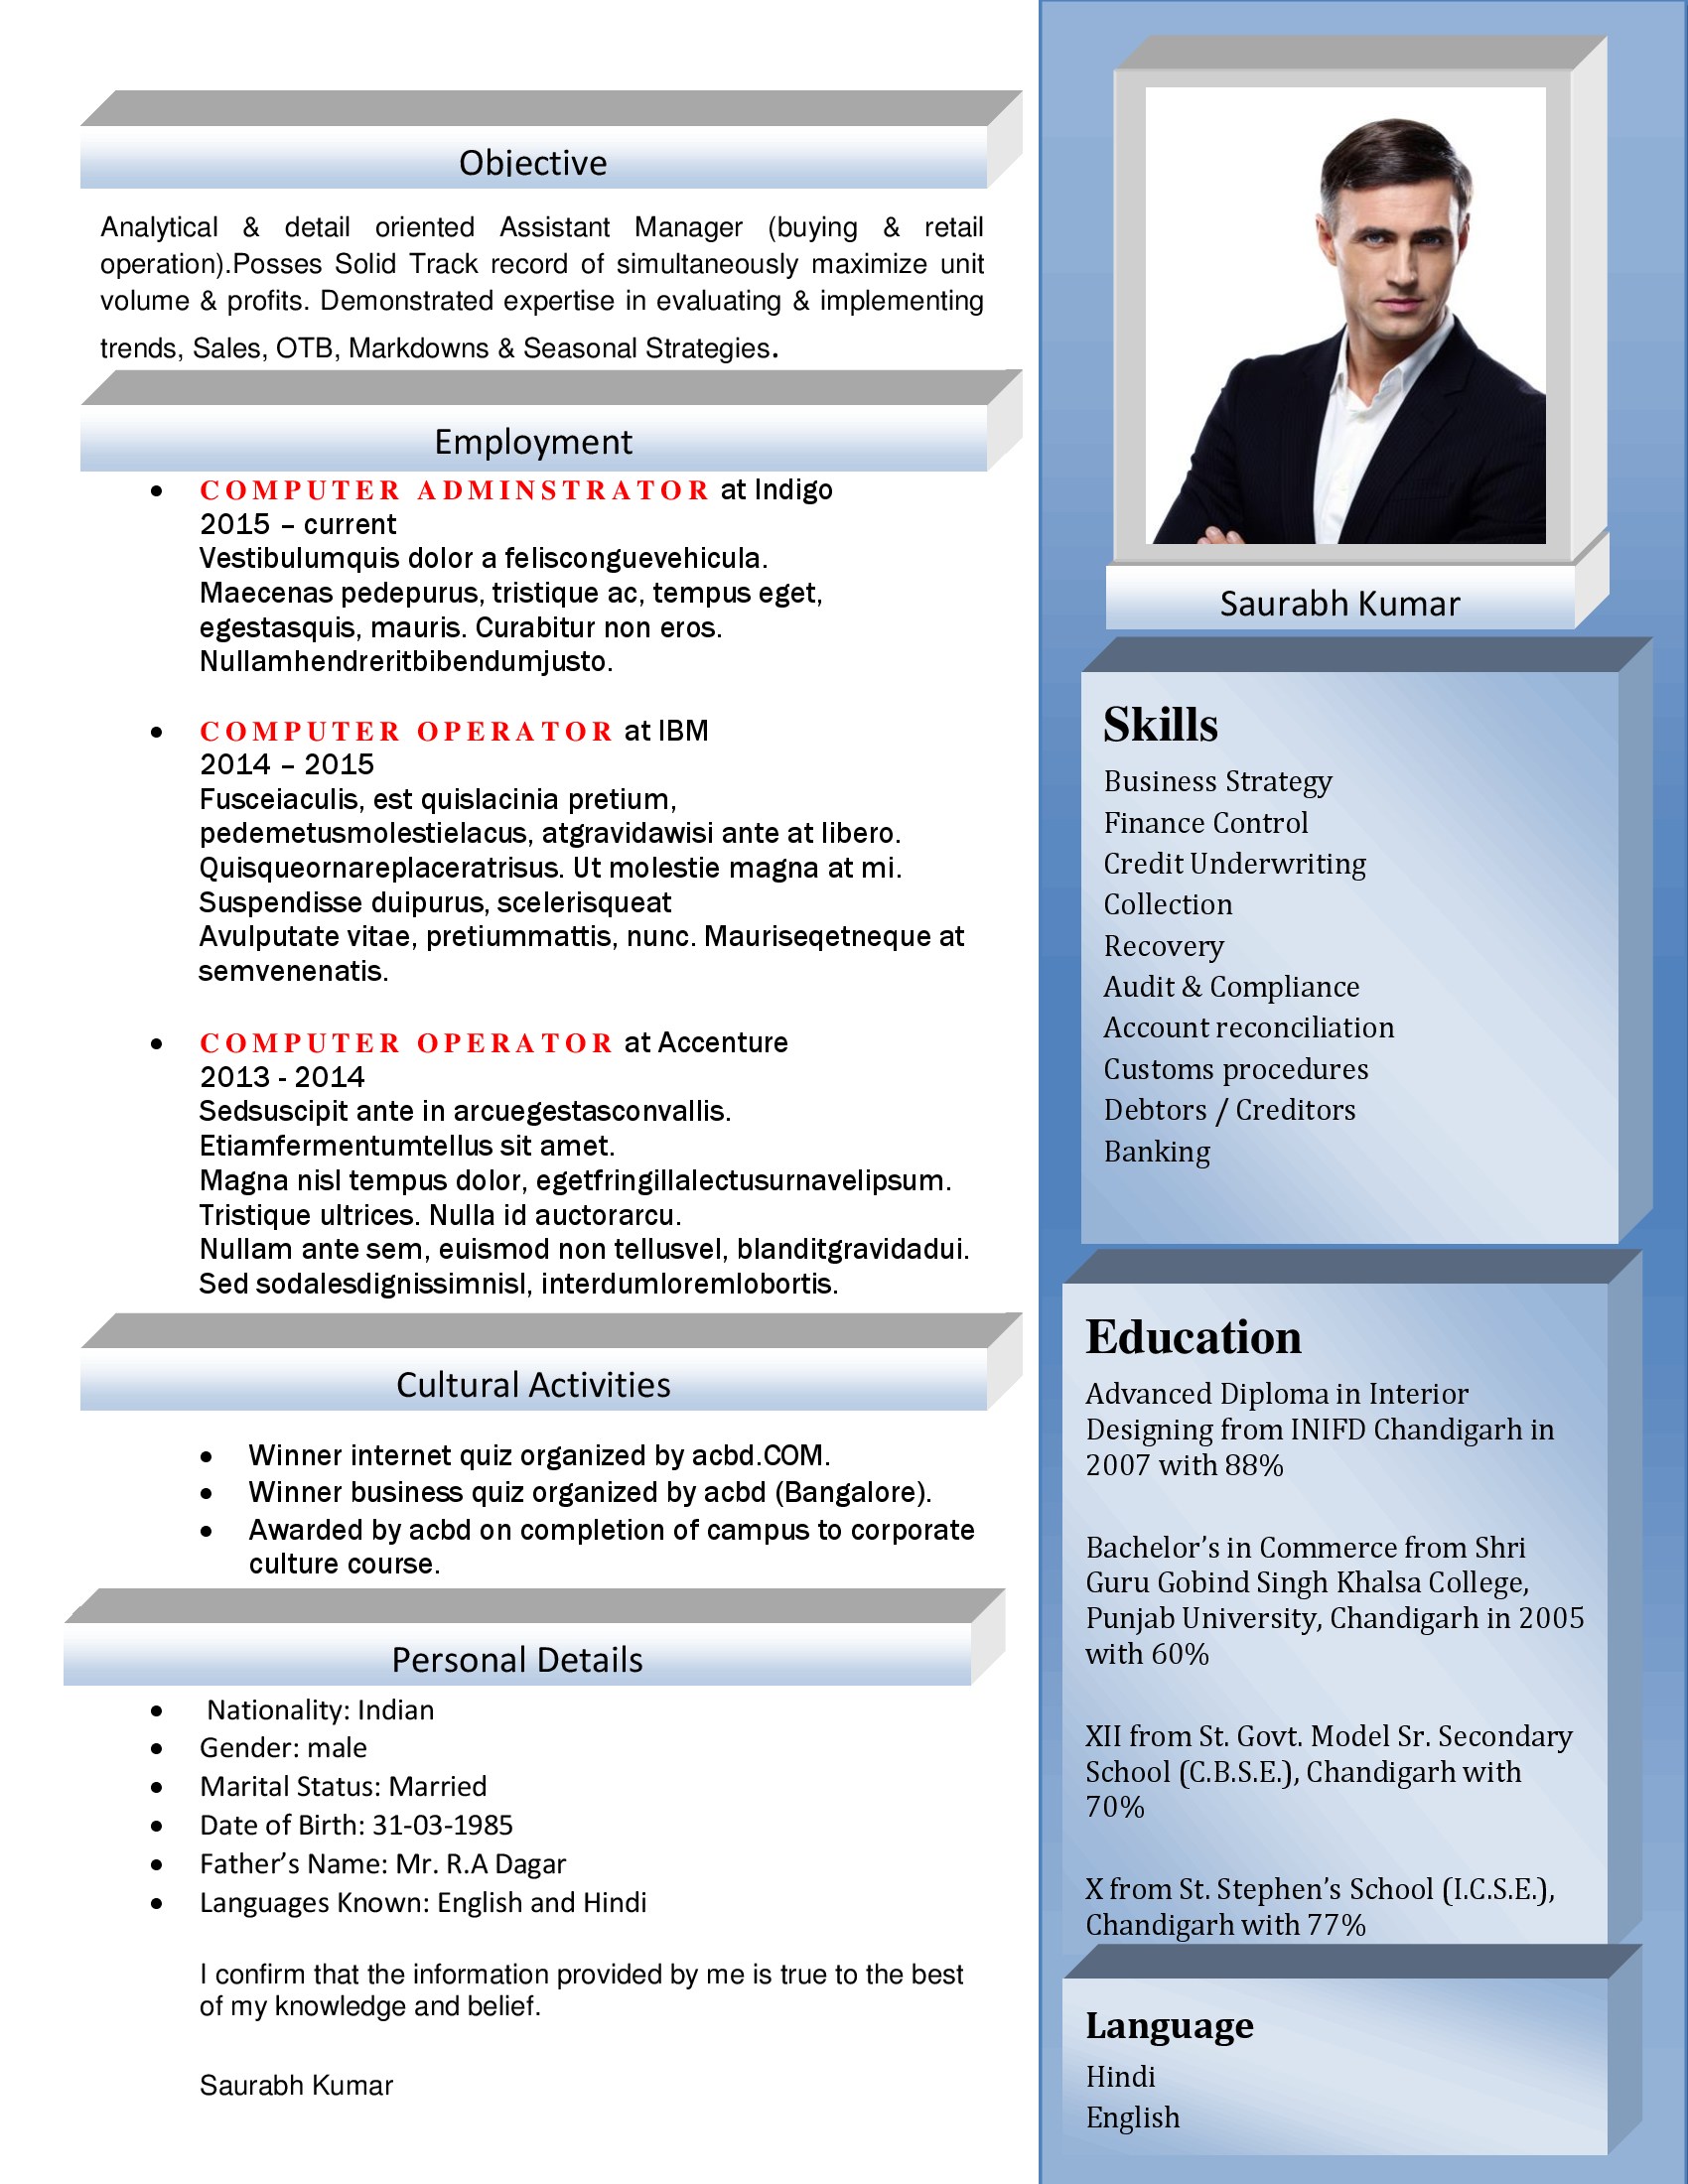 Objective
Analytical & detail oriented Assistant Manager (buying & retail
operation).Posses Solid Track record of simultaneously maximize unit
volume & profits. Demonstrated expertise in evaluating & implementing
trends, Sales, OTB, Markdowns & Seasonal Strategies.
Employment
• COMPUTER ADMINSTRATOR at Indigo
2015 – current
Vestibulumquis dolor a felisconguevehicula.
Maecenas pedepurus, tristique ac, tempus eget,
egestasquis, mauris. Curabitur non eros.
Nullamhendreritbibendumjusto.
• COMPUTER OPERATOR at IBM
2014 – 2015
Fusceiaculis, est quislacinia pretium,
pedemetusmolestielacus, atgravidawisi ante at libero.
Quisqueornareplaceratrisus. Ut molestie magna at mi.
Suspendisse duipurus, scelerisqueat
Avulputate vitae, pretiummattis, nunc. Mauriseqetneque at
semvenenatis.
• COMPUTER OPERATOR at Accenture
2013 - 2014
Sedsuscipit ante in arcuegestasconvallis.
Etiamfermentumtellus sit amet.
Magna nisl tempus dolor, egetfringillalectusurnavelipsum.
Tristique ultrices. Nulla id auctorarcu.
Nullam ante sem, euismod non tellusvel, blanditgravidadui.
Sed sodalesdignissimnisl, interdumloremlobortis.
Cultural Activities
• Winner internet quiz organized by acbd.COM.
• Winner business quiz organized by acbd (Bangalore).
• Awarded by acbd on completion of campus to corporate
culture course.
Personal Details
• Nationality: Indian
• Gender: male
• Marital Status: Married
• Date of Birth: 31-03-1985
• Father’s Name: Mr. R.A Dagar
• Languages Known: English and Hindi
I confirm that the information provided by me is true to the best
of my knowledge and belief.
Saurabh Kumar
Saurabh Kumar
Skills
Business Strategy
Finance Control
Credit Underwriting
Collection
Recovery
Audit & Compliance
Account reconciliation
Customs procedures
Debtors / Creditors
Banking
Education
Advanced Diploma in Interior
Designing from INIFD Chandigarh in
2007 with 88%
Bachelor’s in Commerce from Shri
Guru Gobind Singh Khalsa College,
Punjab University, Chandigarh in 2005
with 60%
XII from St. Govt. Model Sr. Secondary
School (C.B.S.E.), Chandigarh with
70%
X from St. Stephen’s School (I.C.S.E.),
Chandigarh with 77%
Language
Hindi
English